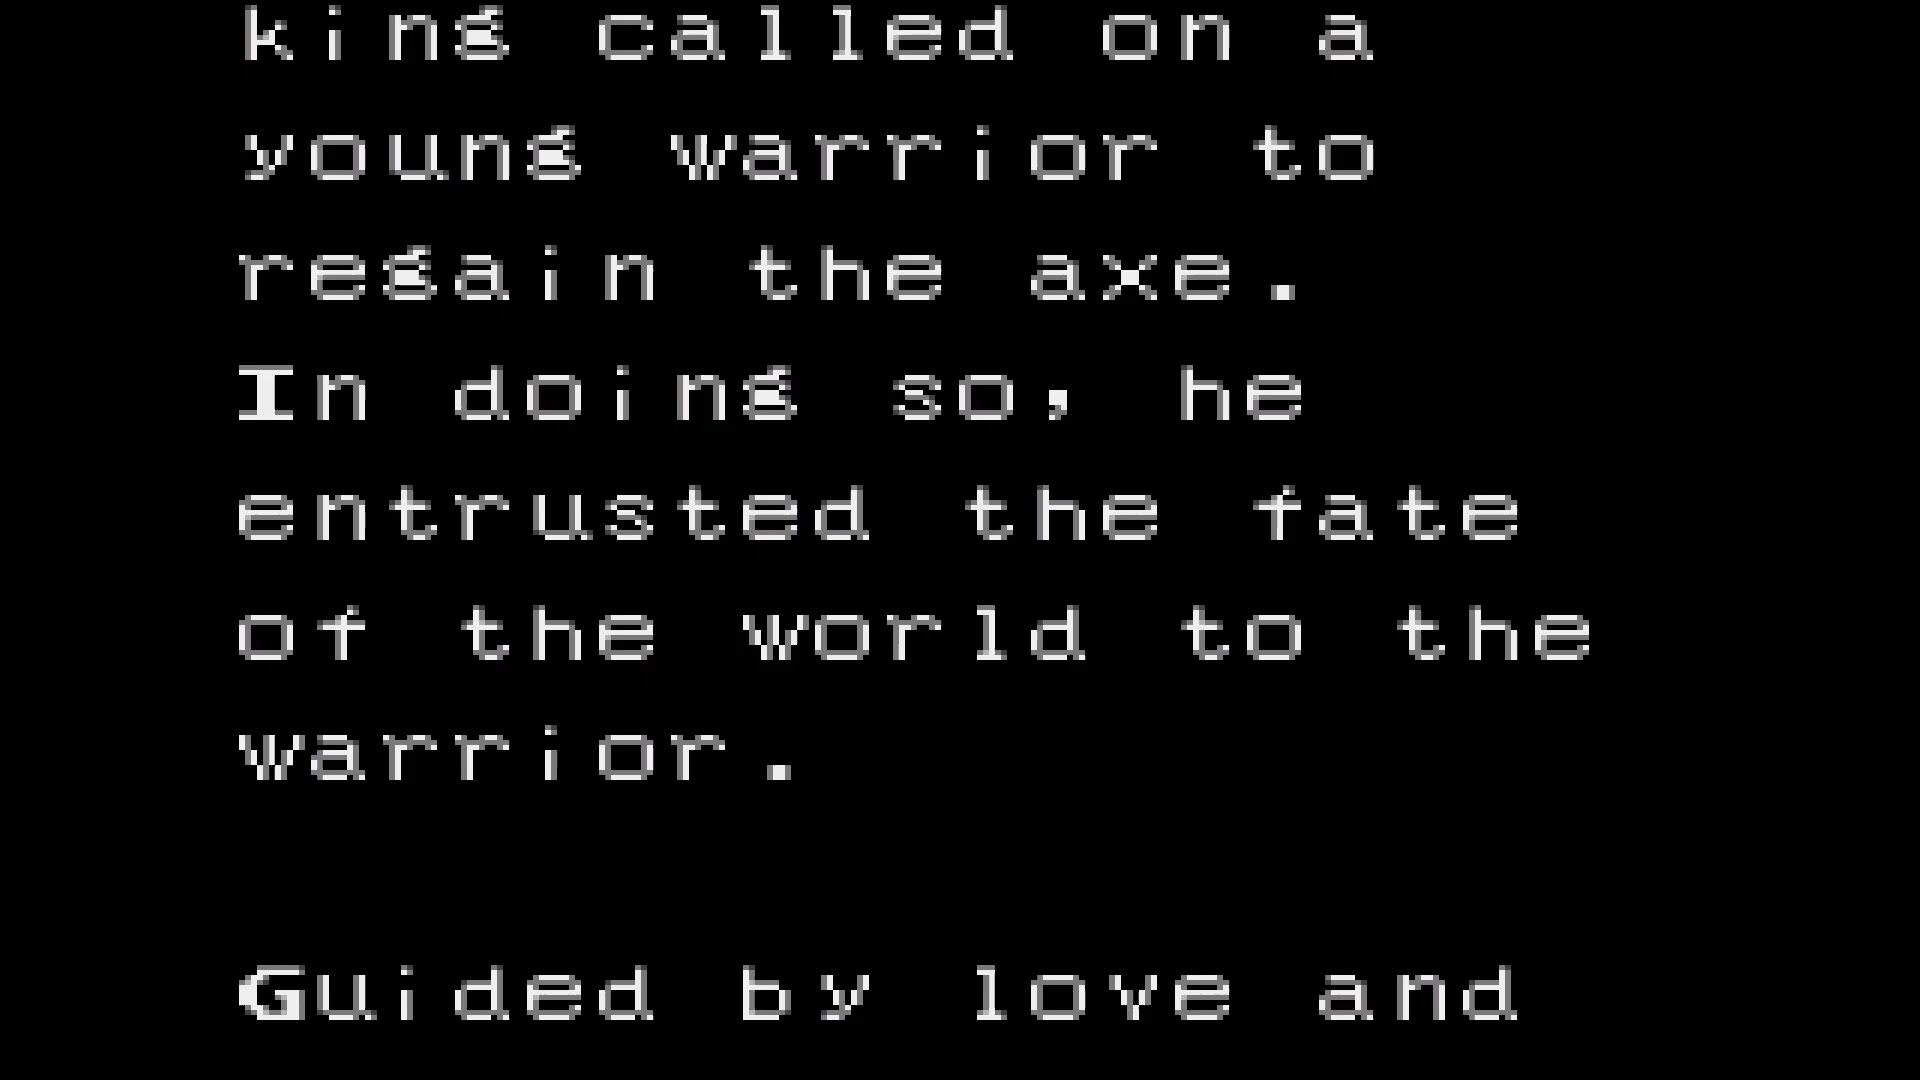 king called on a
young warrior to
regain the axe.
In doing so, he
entrusted the fate
of the world to the
warrior.
Guided by love and